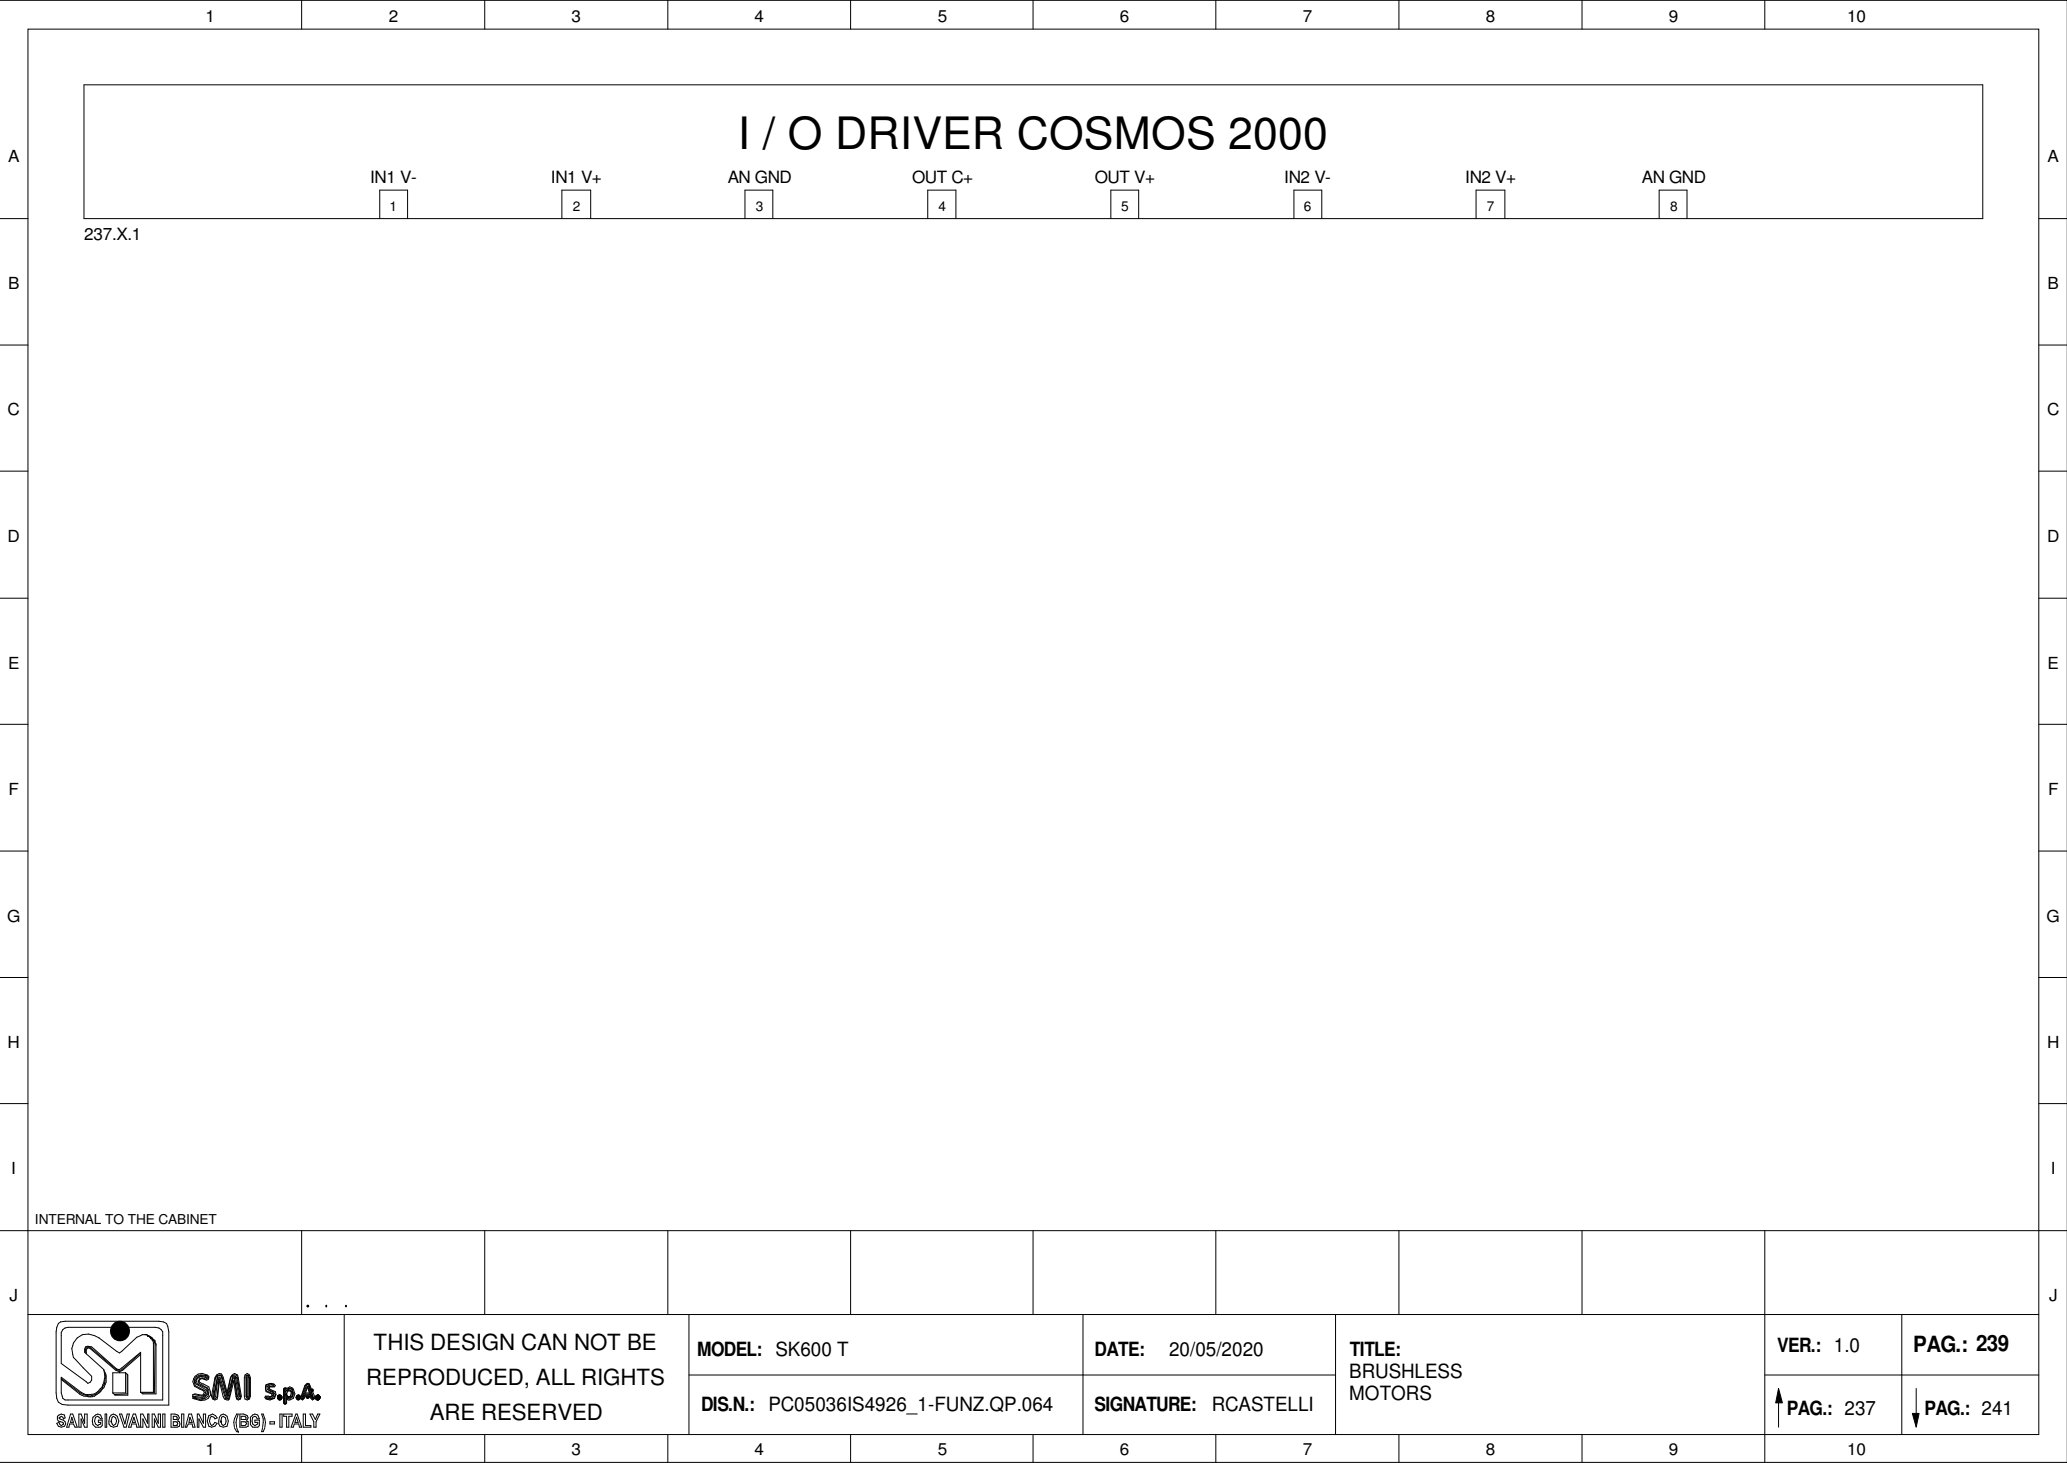 1 2 3 4 5 6 7 8 9 10
I / O DRIVER COSMOS 2000
A A
IN1 V- IN1 V+ AN GND OUT C+ OUT V+ IN2 V- IN2 V+ AN GND
1 2 3 4 5 6 7 8
237.X.1
B B
C C
D D
E E
F F
G G
H H
I I
INTERNAL TO THE CABINET
J J
. . .
SMI s.p.a.
SAN GIOVANNI BIANCO (BG) - ITALY
THIS DESIGN CAN NOT BE
REPRODUCED, ALL RIGHTS
ARE RESERVED
MODEL: SK600 T
DIS.N.: PC05036IS4926_1-FUNZ.QP.064
DATE: 20/05/2020
SIGNATURE: RCASTELLI
TITLE:
BRUSHLESS
MOTORS
VER.: 1.0
PAG.: 239
PAG.: 237
PAG.: 241
1 2 3 4 5 6 7 8 9 10